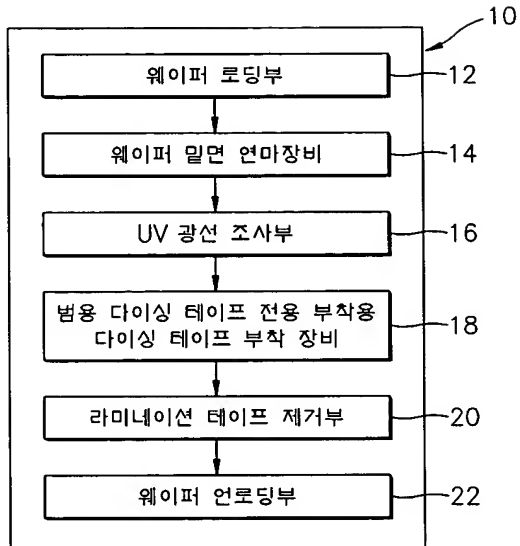 10
웨이퍼 로딩부
12
웨이퍼 밑면 연마장비
14
UV 광선 조사부
16
범용 다이싱 테이프 전용 부착용
다이싱 테이프 부착 장비
18
라미네이션 테이프 제거부
20
웨이퍼 언로딩부
22